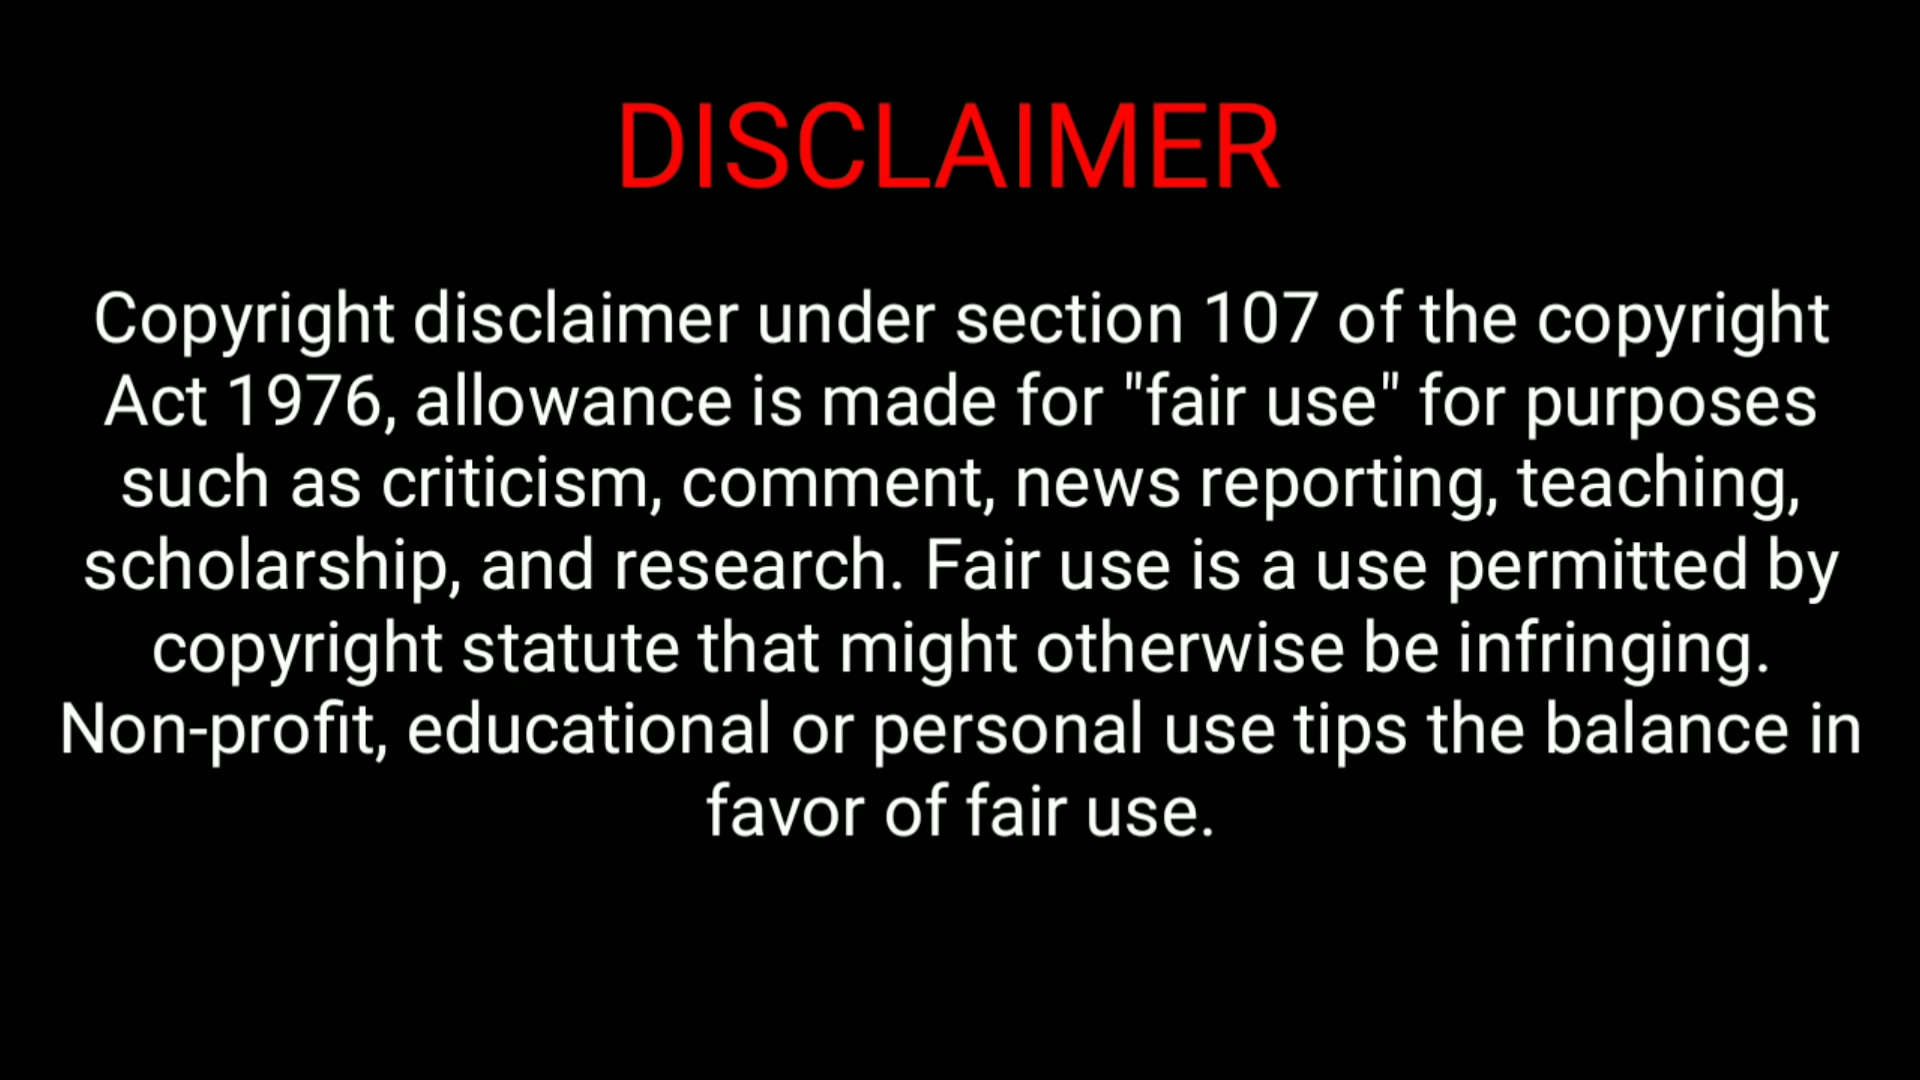 DISCLAIMER
Copyright disclaimer under section 107 of the copyright
Act 1976, allowance is made for "fair use" for purposes
such as criticism, comment, news reporting, teaching,
scholarship, and research. Fair use is a use permitted by
copyright statute that might otherwise be infringing.
Non-profit, educational or personal use tips the balance in
favor of fair use.